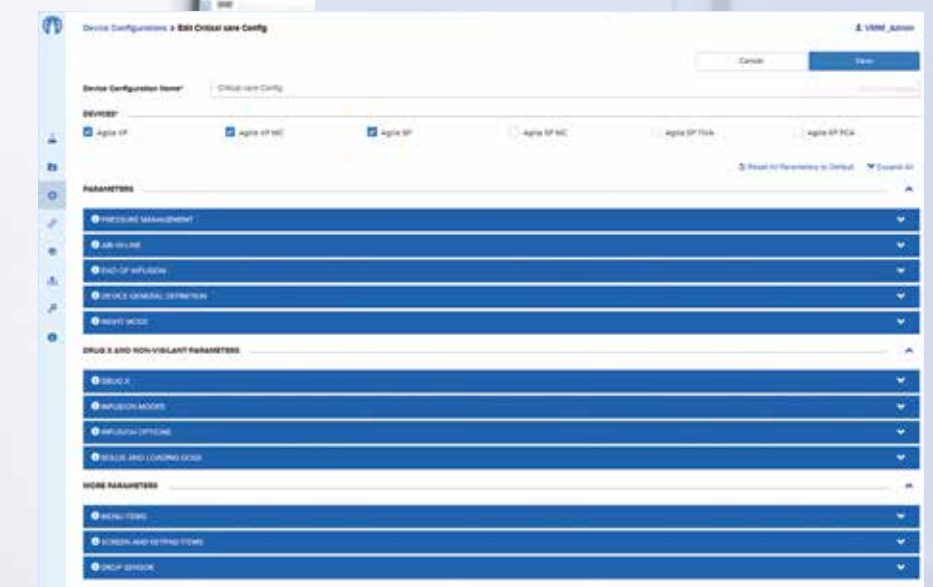 Device Configurations > Edit Critical care Config
VMM_Admin
Cancel
Save
Device Configuration Name*
Critical care Config
DEVICES*
Agilia VP
Agilia VP MC
Agilia SP
Agilia SP MC
Agilia SP TIVA
Agilia SP PCA
Reset All Parameters to Default
Expand All
PARAMETERS
PRESSURE MANAGEMENT
AIR-IN-LINE
END OF INFUSION
DEVICE GENERAL DEFINITION
NIGHT MODE
DRUG X AND NON-VIGILANT PARAMETERS
DRUG X
INFUSION MODES
INFUSION OPTIONS
BOLUS AND LOADING DOSE
MORE PARAMETERS
MENU ITEMS
SCREEN AND KEYPAD ITEMS
DROP SENSOR